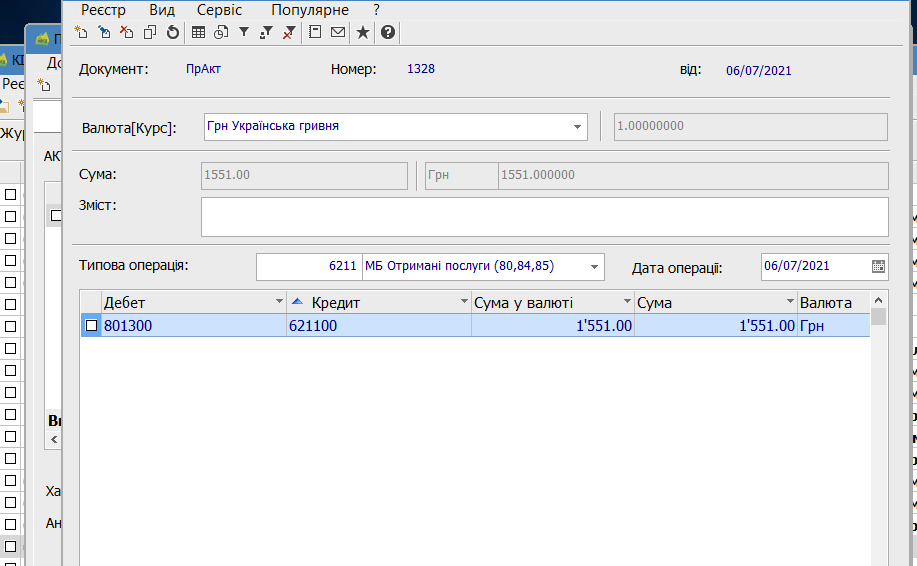 Реєстр Вид Сервіс Популярне ?
Документ: ПрАкт Номер: 1328 від: 06/07/2021
Валюта[Курс]: Грн Українська гривня 1.00000000
Сума: 1551.00 Грн 1551.000000
Зміст:
Типова операція: 6211 МБ Отримані послуги (80,84,85) Дата операції: 06/07/2021
Дебет Кредит Сума у валюті Сума Валюта
801300 621100 1'551.00 1'551.00 Грн